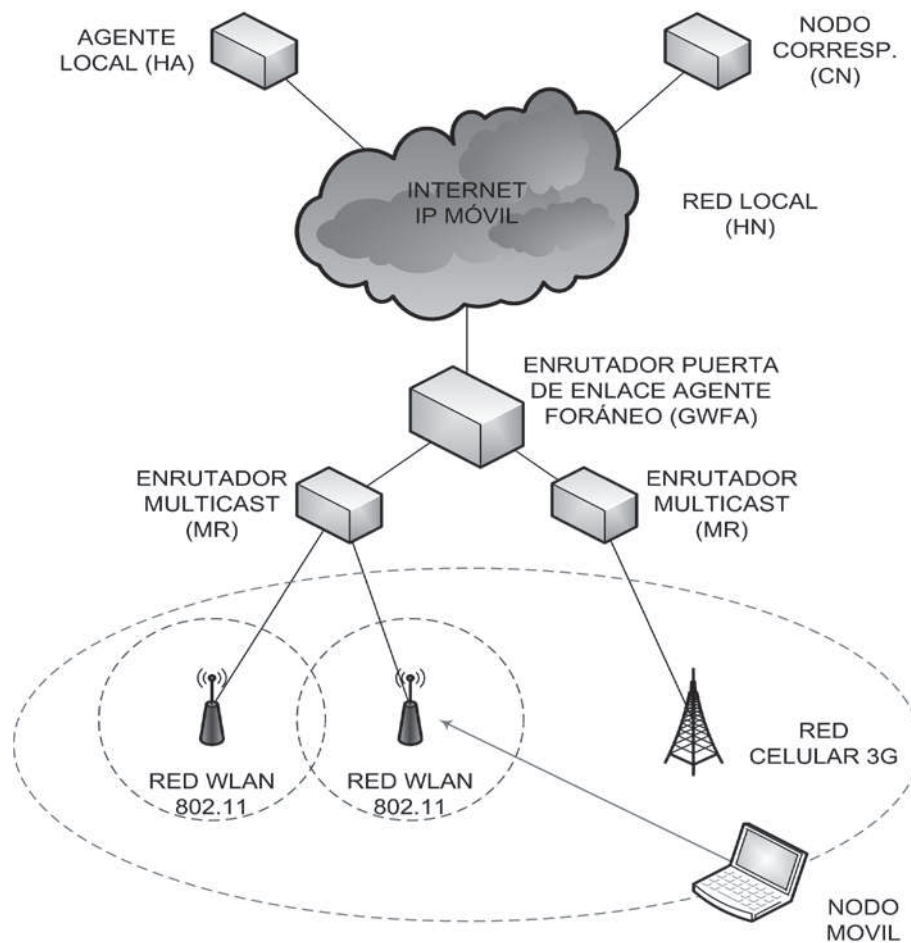 AGENTE
LOCAL (HA)
NODO
CORRESP.
(CN)
INTERNET
IP MÓVIL
RED LOCAL
(HN)
ENRUTADOR PUERTA
DE ENLACE AGENTE
FORÁNEO (GWFA)
ENRUTADOR
MULTICAST
(MR)
ENRUTADOR
MULTICAST
(MR)
RED WLAN
802.11
RED WLAN
802.11
RED
CELULAR 3G
NODO
MOVIL